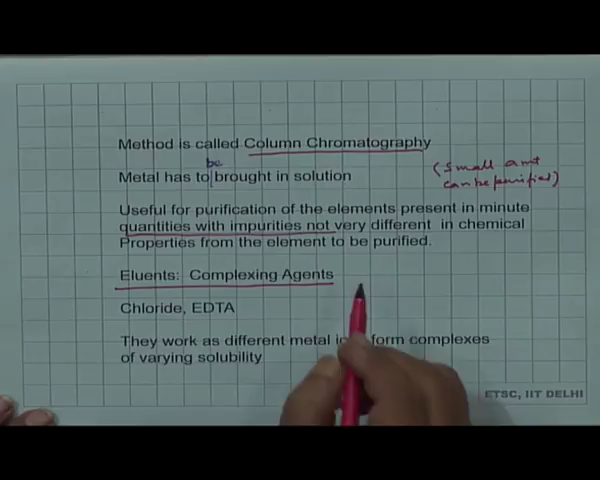 Method is called Column Chromatography
be
Metal has to brought in solution
(Small amt
can be purified)
Useful for purification of the elements present in minute
quantities with impurities not very different in chemical
Properties from the element to be purified.
Eluents: Complexing Agents
Chloride, EDTA
They work as different metal form complexes
of varying solubility
ETSC, IIT DELHI